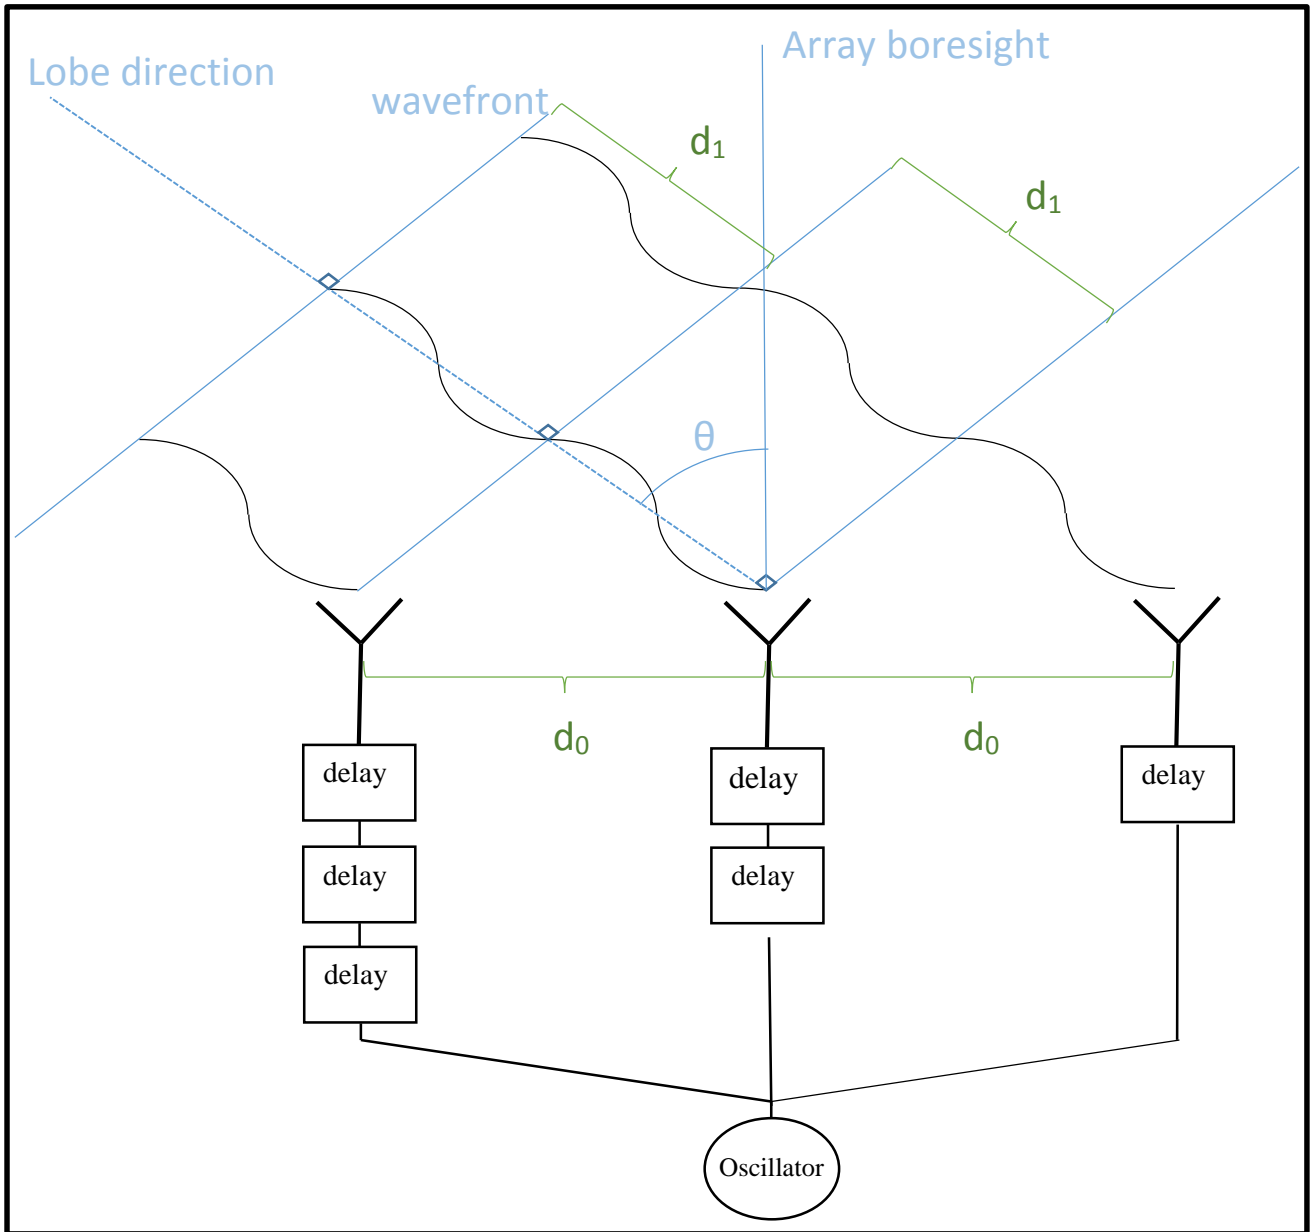 Array boresight
Lobe direction
wavefront
d₁
d₁
θ
d₀
d₀
delay
delay
delay
delay
delay
delay
Oscillator